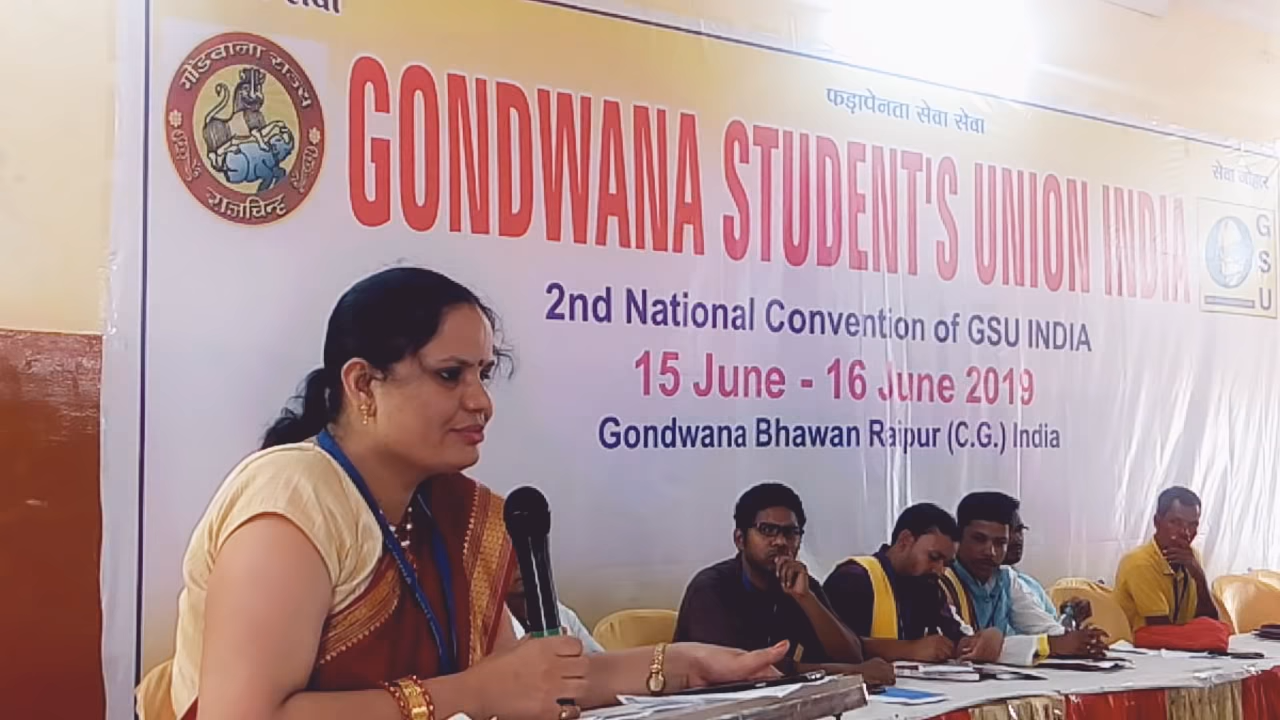 सेवा
गोंडवाना राज्य
राजचिन्ह
फड़ापेनता सेवा सेवा
सेवा जोहार
GONDWANA STUDENT'S UNION INDIA
GSU
2nd National Convention of GSU INDIA
15 June - 16 June 2019
Gondwana Bhawan Raipur (C.G.) India